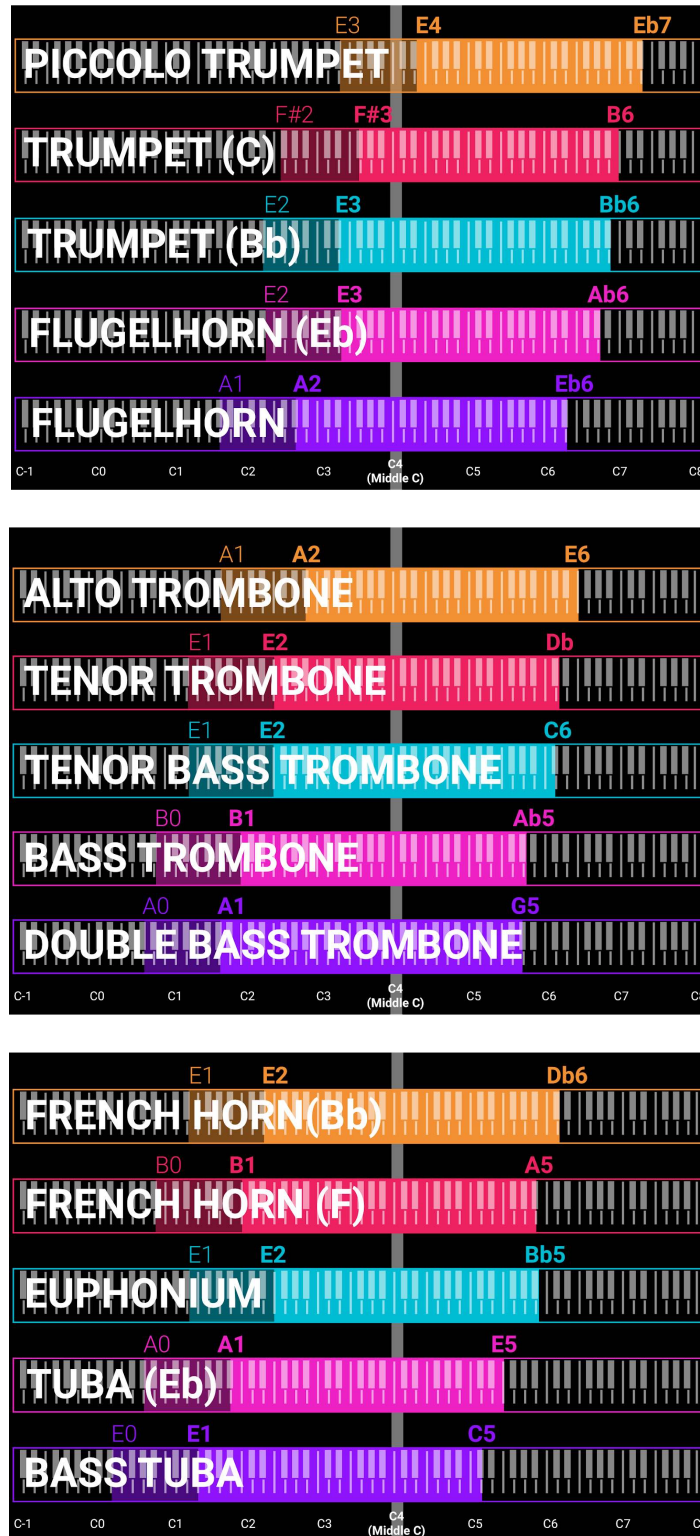 E3 E4 Eb7
PICCOLO TRUMPET
F#2 F#3 B6
TRUMPET (C)
E2 E3 Bb6
TRUMPET (Bb)
E2 E3 Ab6
FLUGELHORN (Eb)
A1 A2 Eb6
FLUGELHORN
C-1 C0 C1 C2 C3 C4 C5 C6 C7 C8
(Middle C)
A1 A2 E6
ALTO TROMBONE
E1 E2 Db
TENOR TROMBONE
E1 E2 C6
TENOR BASS TROMBONE
B0 B1 Ab5
BASS TROMBONE
A0 A1 G5
DOUBLE BASS TROMBONE
C-1 C0 C1 C2 C3 C4 C5 C6 C7
(Middle C)
E1 E2 Db6
FRENCH HORN(Bb)
B0 B1 A5
FRENCH HORN (F)
E1 E2 Bb5
EUPHONIUM
A0 A1 E5
TUBA (Eb)
E0 E1 C5
BASS TUBA
C-1 C0 C1 C2 C3 C4 C5 C6 C7
(Middle C)